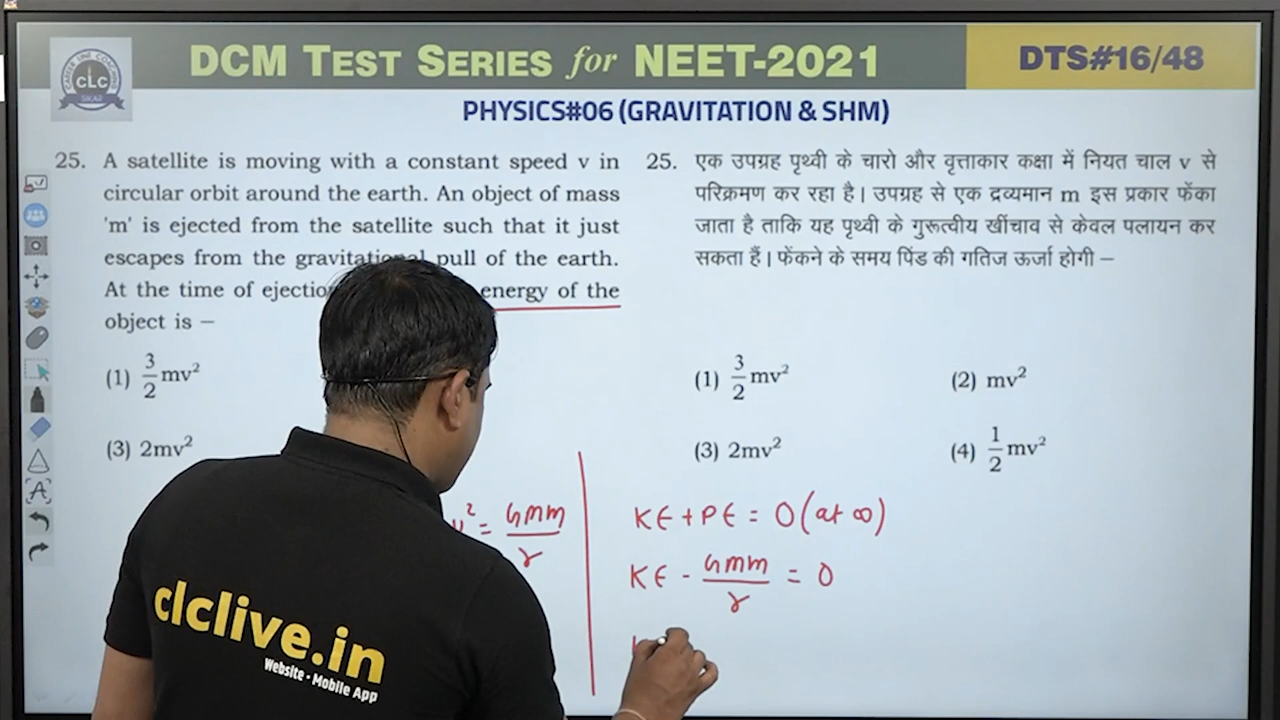 CLC
SIKAR
DCM TEST SERIES for NEET-2021
DTS#16/48
PHYSICS#06 (GRAVITATION & SHM)
25. A satellite is moving with a constant speed v in
circular orbit around the earth. An object of mass
'm' is ejected from the satellite such that it just
escapes from the gravitational pull of the earth.
At the time of ejection energy of the
object is –
(1) 3/2 mv²
(3) 2mv²
25. एक उपग्रह पृथ्वी के चारो और वृत्ताकार कक्षा में नियत चाल v से
परिक्रमण कर रहा है। उपग्रह से एक द्रव्यमान m इस प्रकार फेंका
जाता है ताकि यह पृथ्वी के गुरूत्वीय खींचाव से केवल पलायन कर
सकता हैं। फेंकने के समय पिंड की गतिज ऊर्जा होगी –
(1) 3/2 mv² (2) mv²
(3) 2mv² (4) 1/2 mv²
v² = GMm/r
KE + PE = 0 (at ∞)
KE - GMm/r = 0
clclive.in
Website • Mobile App